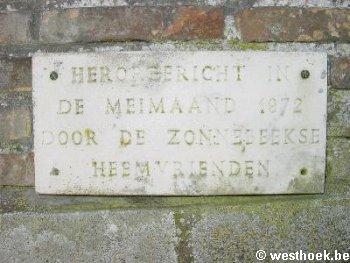 HEROPGERICHT IN
DE MEIMAAND 1972
DOOR DE ZONNEBEEKSE
HEEMVRIENDEN
© westhoek.be